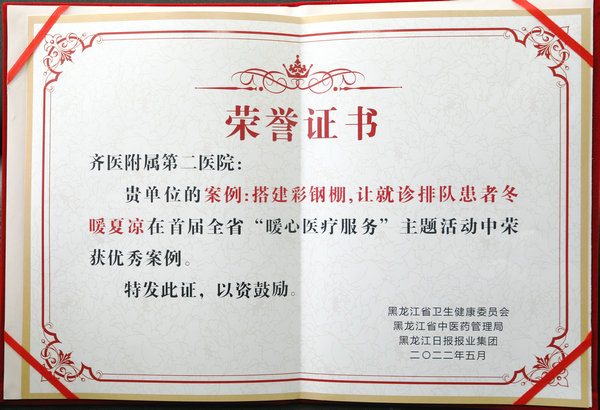 荣誉证书
齐医附属第二医院:
贵单位的案例:搭建彩钢棚,让就诊排队患者冬
暖夏凉在首届全省“暖心医疗服务”主题活动中荣
获优秀案例。
特发此证，以资鼓励。
黑龙江省卫生健康委员会
黑龙江省中医药管理局
黑龙江日报报业集团
二〇二二年五月